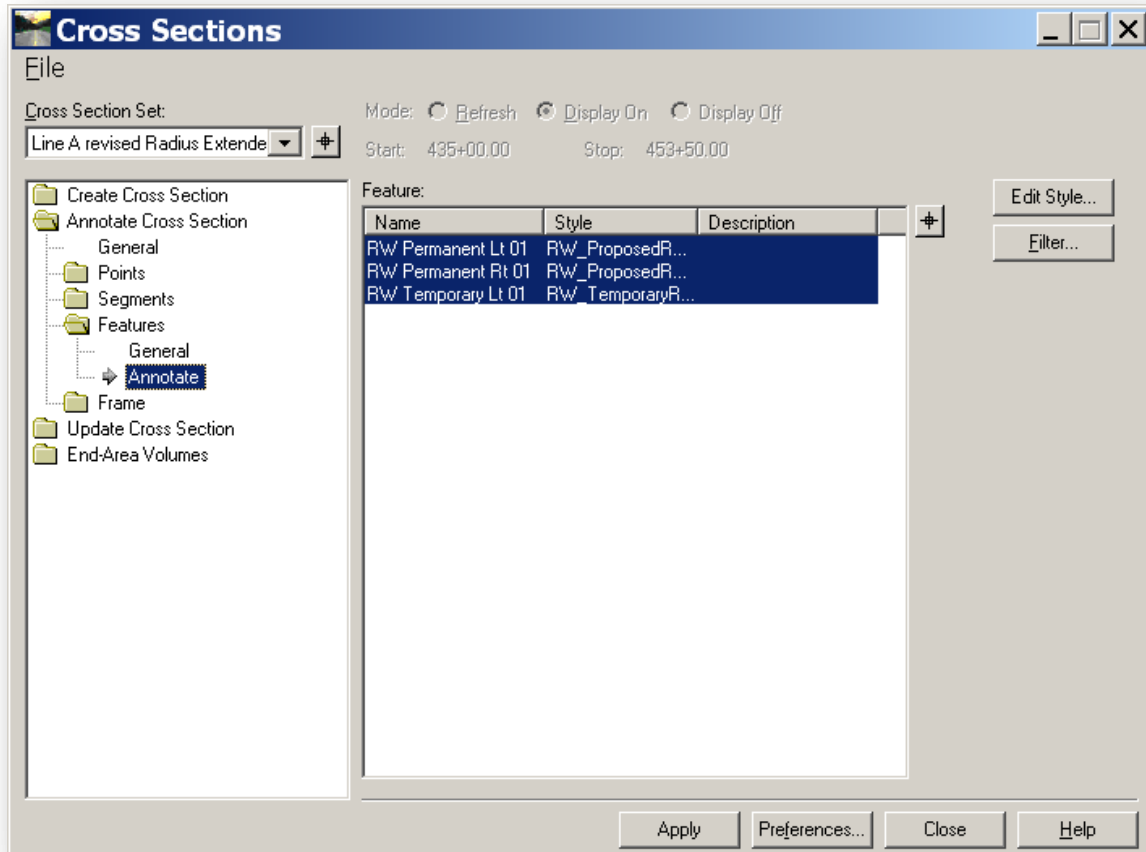 Cross Sections
File
Cross Section Set:
Line A revised Radius Extende
Mode: Refresh Display On Display Off
Start: 435+00.00 Stop: 453+50.00
Create Cross Section
Annotate Cross Section
General
Points
Segments
Features
General
Annotate
Frame
Update Cross Section
End-Area Volumes
Feature:
Name Style Description
RW Permanent Lt 01 RW_ProposedR...
RW Permanent Rt 01 RW_ProposedR...
RW Temporary Lt 01 RW_TemporaryR...
Edit Style...
Filter...
Apply Preferences... Close Help